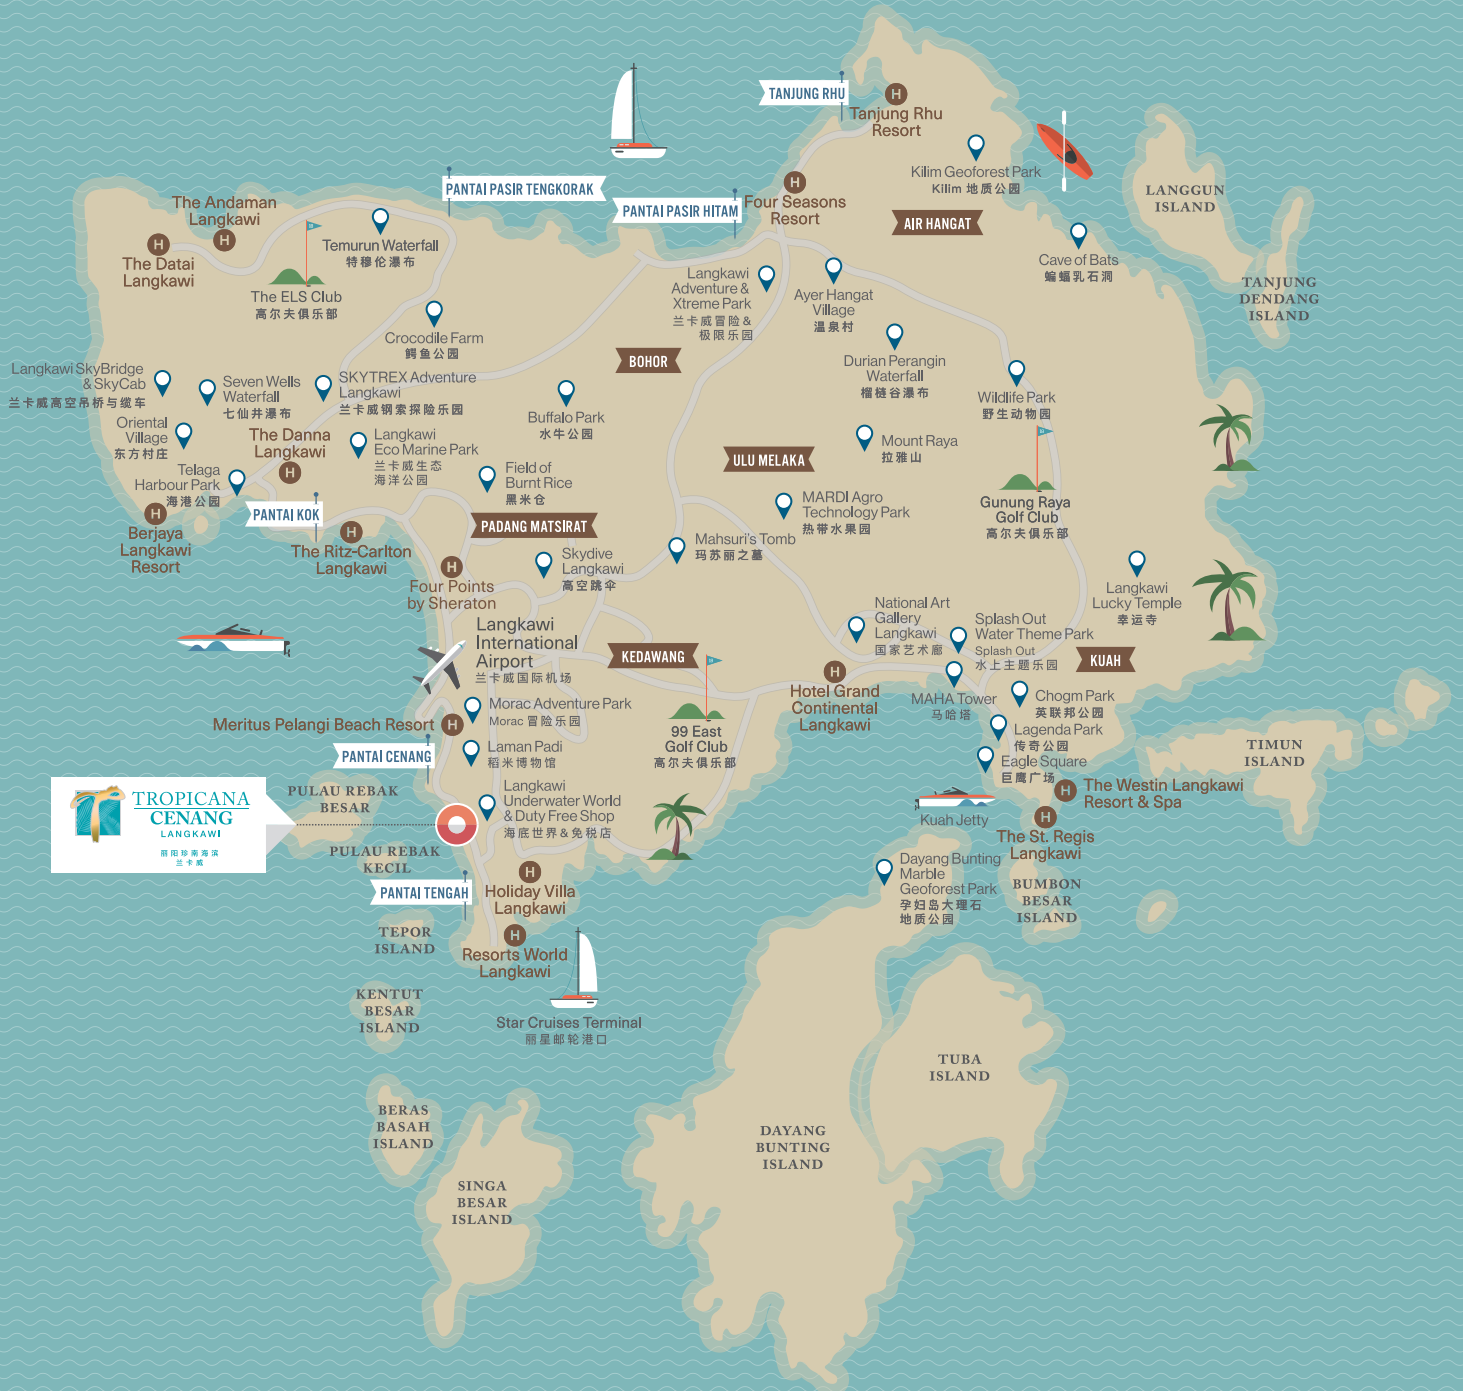 TANJUNG RHU
Tanjung Rhu
Resort
Kilim Geoforest Park
Kilim 地质公园
LANGGUN
ISLAND
PANTAI PASIR TENGKORAK
PANTAI PASIR HITAM
Four Seasons
Resort
AIR HANGAT
The Andaman
Langkawi
The Datai
Langkawi
Temurun Waterfall
特穆伦瀑布
The ELS Club
高尔夫俱乐部
Cave of Bats
蝙蝠乳石洞
TANJUNG
DENDANG
ISLAND
Langkawi
Adventure &
Xtreme Park
兰卡威冒险&
极限乐园
Ayer Hangat
Village
温泉村
Crocodile Farm
鳄鱼公园
BOHOR
Durian Perangin
Waterfall
榴梿谷瀑布
Wildlife Park
野生动物园
Langkawi SkyBridge
& SkyCab
兰卡威高空吊桥与缆车
Seven Wells
Waterfall
七仙井瀑布
SKYTREX Adventure
Langkawi
兰卡威钢索探险乐园
Buffalo Park
水牛公园
Oriental
Village
东方村庄
The Danna
Langkawi
Langkawi
Eco Marine Park
兰卡威生态
海洋公园
Mount Raya
拉雅山
ULU MELAKA
Telaga
Harbour Park
海港公园
Field of
Burnt Rice
黑米仓
MARDI Agro
Technology Park
热带水果园
Gunung Raya
Golf Club
高尔夫俱乐部
PANTAI KOK
PADANG MATSIRAT
Berjaya
Langkawi
Resort
The Ritz-Carlton
Langkawi
Mahsuri's Tomb
玛苏丽之墓
Skydive
Langkawi
高空跳伞
Four Points
by Sheraton
Langkawi
Lucky Temple
幸运寺
National Art
Gallery
Langkawi
国家艺术廊
Splash Out
Water Theme Park
Splash Out
水上主题乐园
Langkawi
International
Airport
兰卡威国际机场
KEDAWANG
KUAH
Hotel Grand
Continental
Langkawi
MAHA Tower
马哈塔
Chogm Park
英联邦公园
Morac Adventure Park
Morac 冒险乐园
Meritus Pelangi Beach Resort
Lagenda Park
传奇公园
99 East
Golf Club
高尔夫俱乐部
PANTAI CENANG
Laman Padi
稻米博物馆
Eagle Square
巨鹰广场
TIMUN
ISLAND
The Westin Langkawi
Resort & Spa
TROPICANA
CENANG
LANGKAWI
丽阳珍南海滨
兰卡威
PULAU REBAK
BESAR
Langkawi
Underwater World
& Duty Free Shop
海底世界&免税店
Kuah Jetty
The St. Regis
Langkawi
PULAU REBAK
KECIL
Dayang Bunting
Marble
Geoforest Park
孕妇岛大理石
地质公园
BUMBON
BESAR
ISLAND
PANTAI TENGAH
Holiday Villa
Langkawi
TEPOR
ISLAND
Resorts World
Langkawi
KENTUT
BESAR
ISLAND
Star Cruises Terminal
丽星邮轮港口
TUBA
ISLAND
BERAS
BASAH
ISLAND
DAYANG
BUNTING
ISLAND
SINGA
BESAR
ISLAND